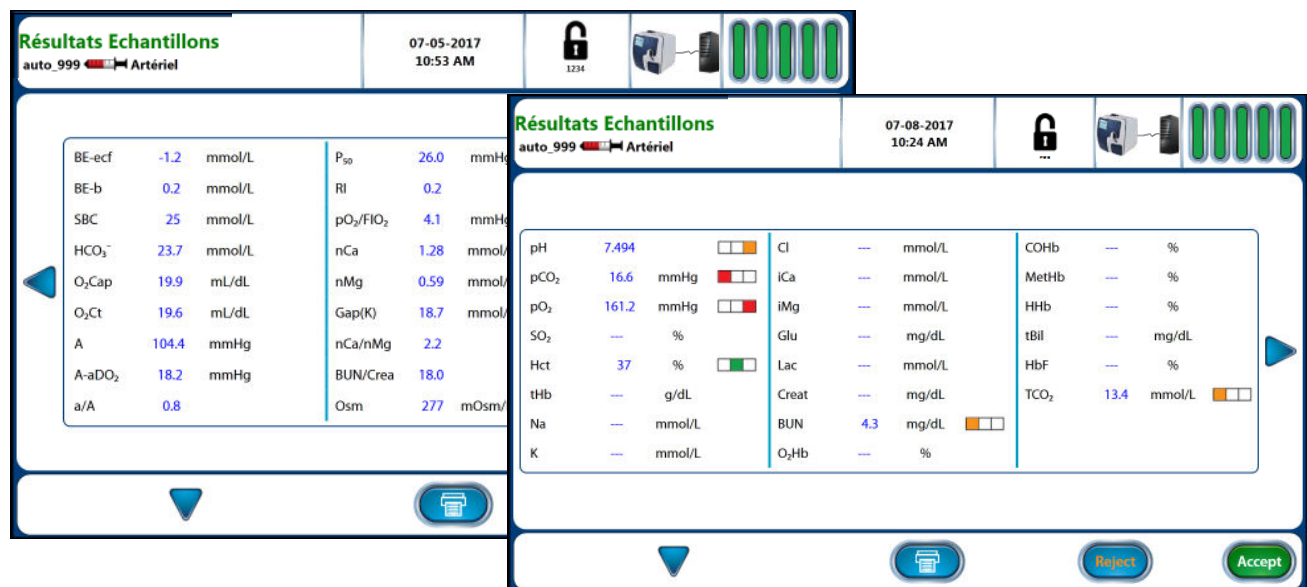 Résultats Echantillons
auto_999 Artériel
07-05-2017
10:53 AM
1234
BE-ecf -1.2 mmol/L
BE-b 0.2 mmol/L
SBC 25 mmol/L
HCO₃⁻ 23.7 mmol/L
O₂Cap 19.9 mL/dL
O₂Ct 19.6 mL/dL
A 104.4 mmHg
A-aDO₂ 18.2 mmHg
a/A 0.8
P₅₀ 26.0 mmHg
RI 0.2
pO₂/FIO₂ 4.1 mmHg
nCa 1.28 mmol/
nMg 0.59 mmol/
Gap(K) 18.7 mmol/
nCa/nMg 2.2
BUN/Crea 18.0
Osm 277 mOsm/
Résultats Echantillons
auto_999 Artériel
07-08-2017
10:24 AM
pH 7.494
pCO₂ 16.6 mmHg
pO₂ 161.2 mmHg
SO₂ --- %
Hct 37 %
tHb --- g/dL
Na --- mmol/L
K --- mmol/L
Cl --- mmol/L
iCa --- mmol/L
iMg --- mmol/L
Glu --- mg/dL
Lac --- mmol/L
Creat --- mg/dL
BUN 4.3 mg/dL
O₂Hb --- %
COHb --- %
MetHb --- %
HHb --- %
tBil --- mg/dL
HbF --- %
TCO₂ 13.4 mmol/L
Reject
Accept